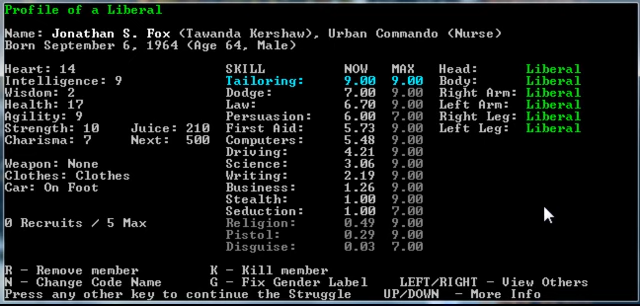 Profile of a Liberal
Name: Jonathan S. Fox (Tawanda Kershaw), Urban Commando (Nurse)
Born September 6, 1964 (Age 64, Male)
Heart: 14 SKILL NOW MAX Head: Liberal
Intelligence: 9 Tailoring: 9.00 9.00 Body: Liberal
Wisdom: 2 Dodge: 7.00 9.00 Right Arm: Liberal
Health: 17 Law: 6.70 9.00 Left Arm: Liberal
Agility: 9 Persuasion: 6.00 7.00 Right Leg: Liberal
Strength: 10 Juice: 210 First Aid: 5.73 9.00 Left Leg: Liberal
Charisma: 7 Next: 500 Computers: 5.48 9.00
Driving: 4.21 9.00
Weapon: None Science: 3.06 9.00
Clothes: Clothes Writing: 2.19 9.00
Car: On Foot Business: 1.26 9.00
Stealth: 1.00 9.00
Seduction: 1.00 7.00
0 Recruits / 5 Max Religion: 0.49 9.00
Pistol: 0.29 9.00
Disguise: 0.03 7.00
R - Remove member K - Kill member
N - Change Code Name G - Fix Gender Label LEFT/RIGHT - View Others
Press any other key to continue the Struggle UP/DOWN - More Info